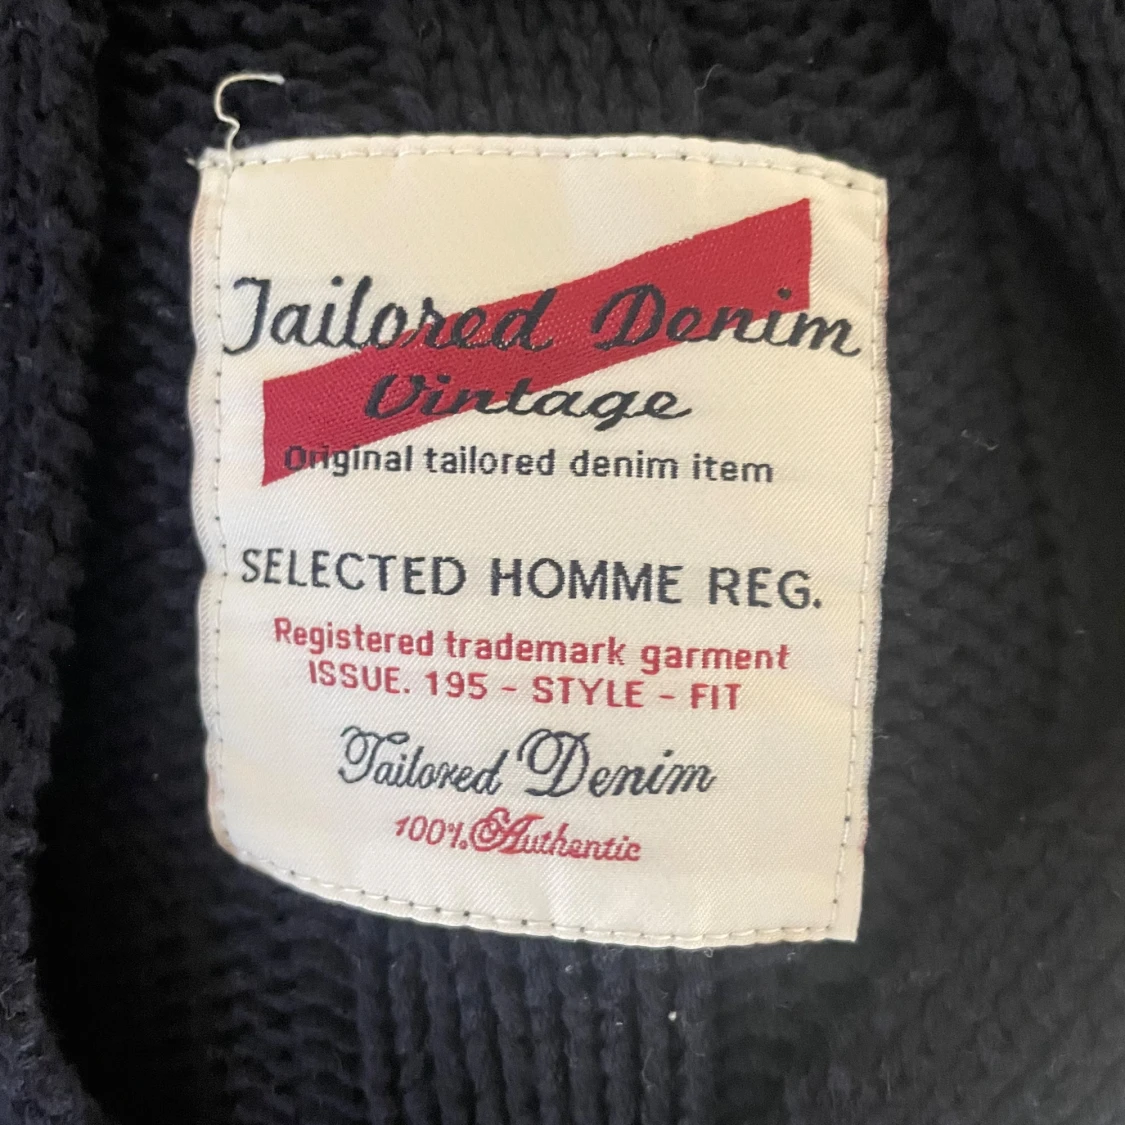 Tailored Denim
Vintage
Original tailored denim item
SELECTED HOMME REG.
Registered trademark garment
ISSUE. 195 - STYLE - FIT
Tailored Denim
100% Authentic